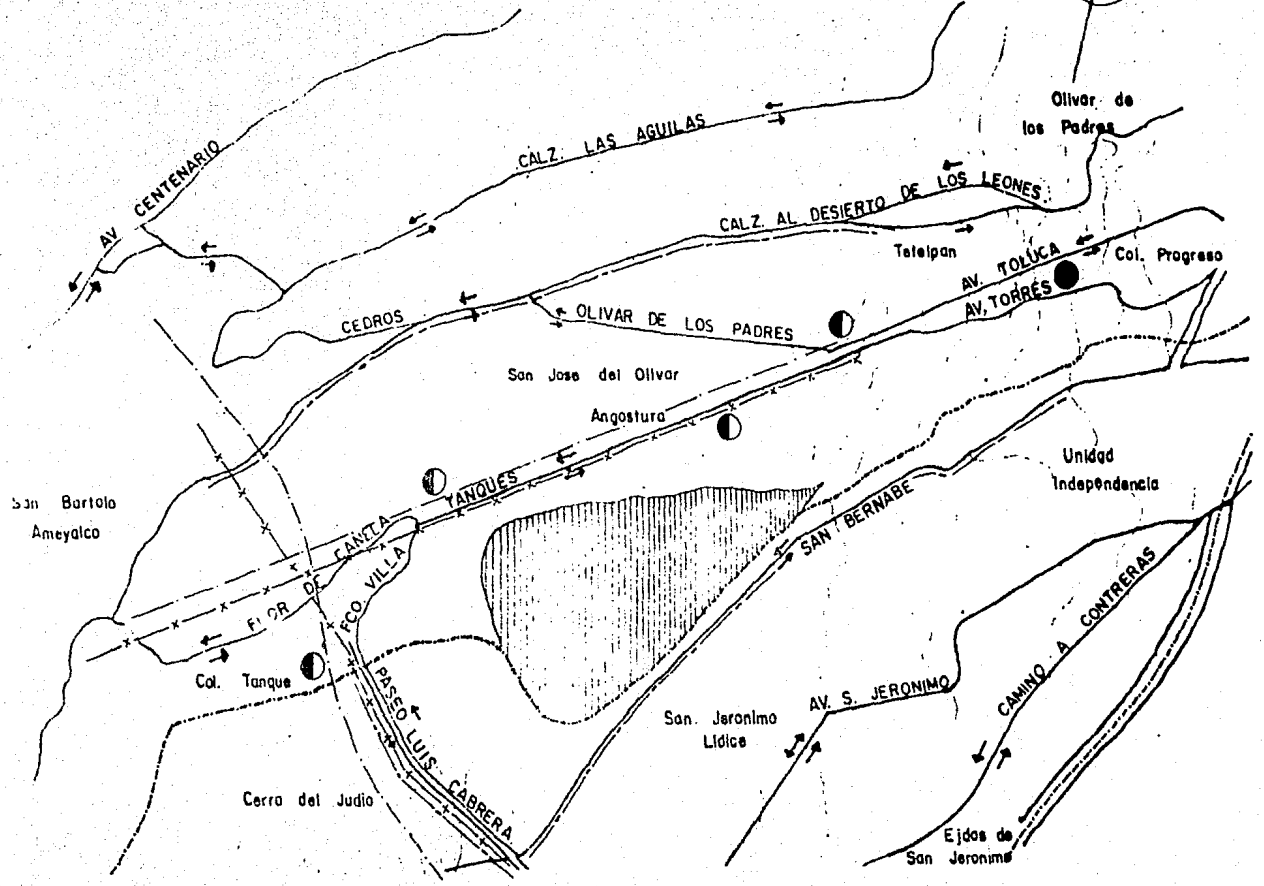 Olivar de
los Padres
CALZ. LAS AGUILAS
AV CENTENARIO
CALZ. AL DESIERTO DE LOS LEONES
Tetelpan
AV. TOLUCA
Col. Progreso
AV. TORRES
CEDROS
OLIVAR DE LOS PADRES
San Jose del Olivar
Angostura
Unidad
Independencia
San Bartolo
Ameyalco
TANQUES
SAN BERNABE
FLOR DE CANELA
FCO. VILLA
CAMINO A CONTRERAS
Col. Tanque
PASEO LUIS CABRERA
AV. S. JERONIMO
San. Jeronimo
Lidice
Cerro del Judio
Ejdos de
San Jeronimo